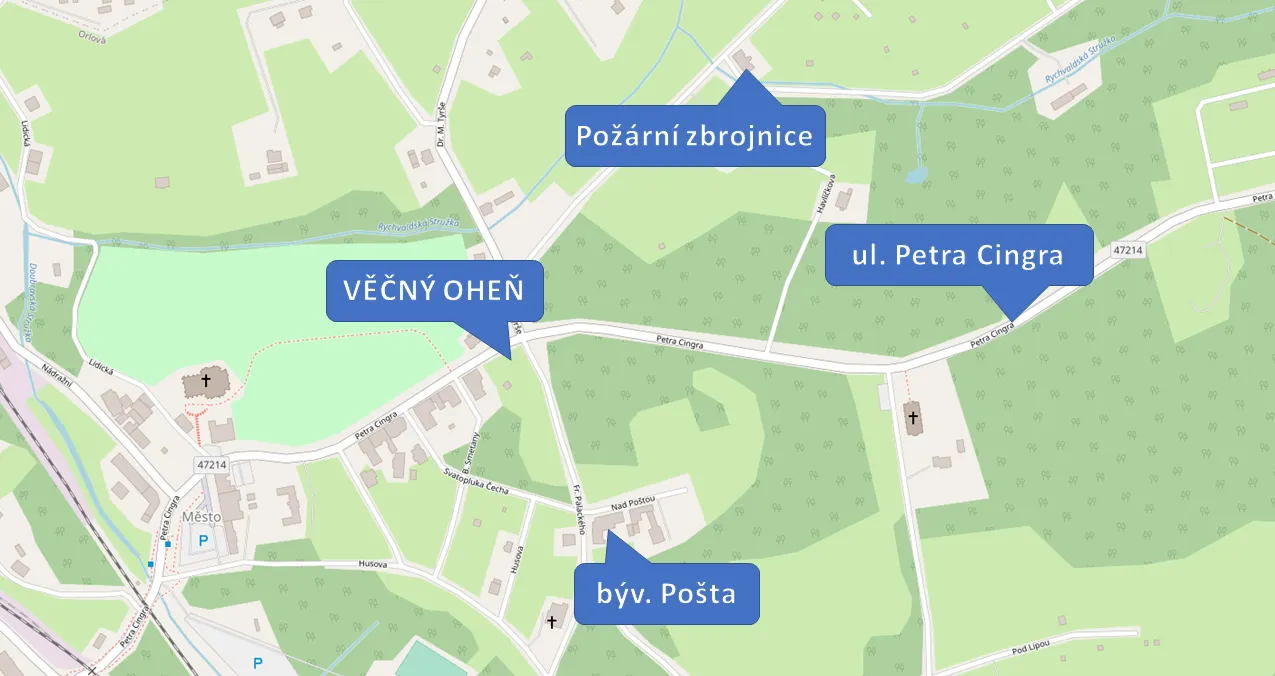 Orlová
Rychvaldská Stružka
Lidická
Dr. M. Tyrše
Požární zbrojnice
Havlíčkova
Petra
Rychvaldská Stružka
ul. Petra Cingra
47214
VĚČNÝ OHEŇ
Doubravská Stružka
Petra Cingra
Petra Cingra
Nádražní
Lidická
Petra Cingra
B. Smetany
47214
Svatopluka Čecha
Fr. Palackého
Nad Poštou
Město
P
Petra Cingra
Husova
Husova
býv. Pošta
Petra Cingra
P
Pod Lipou